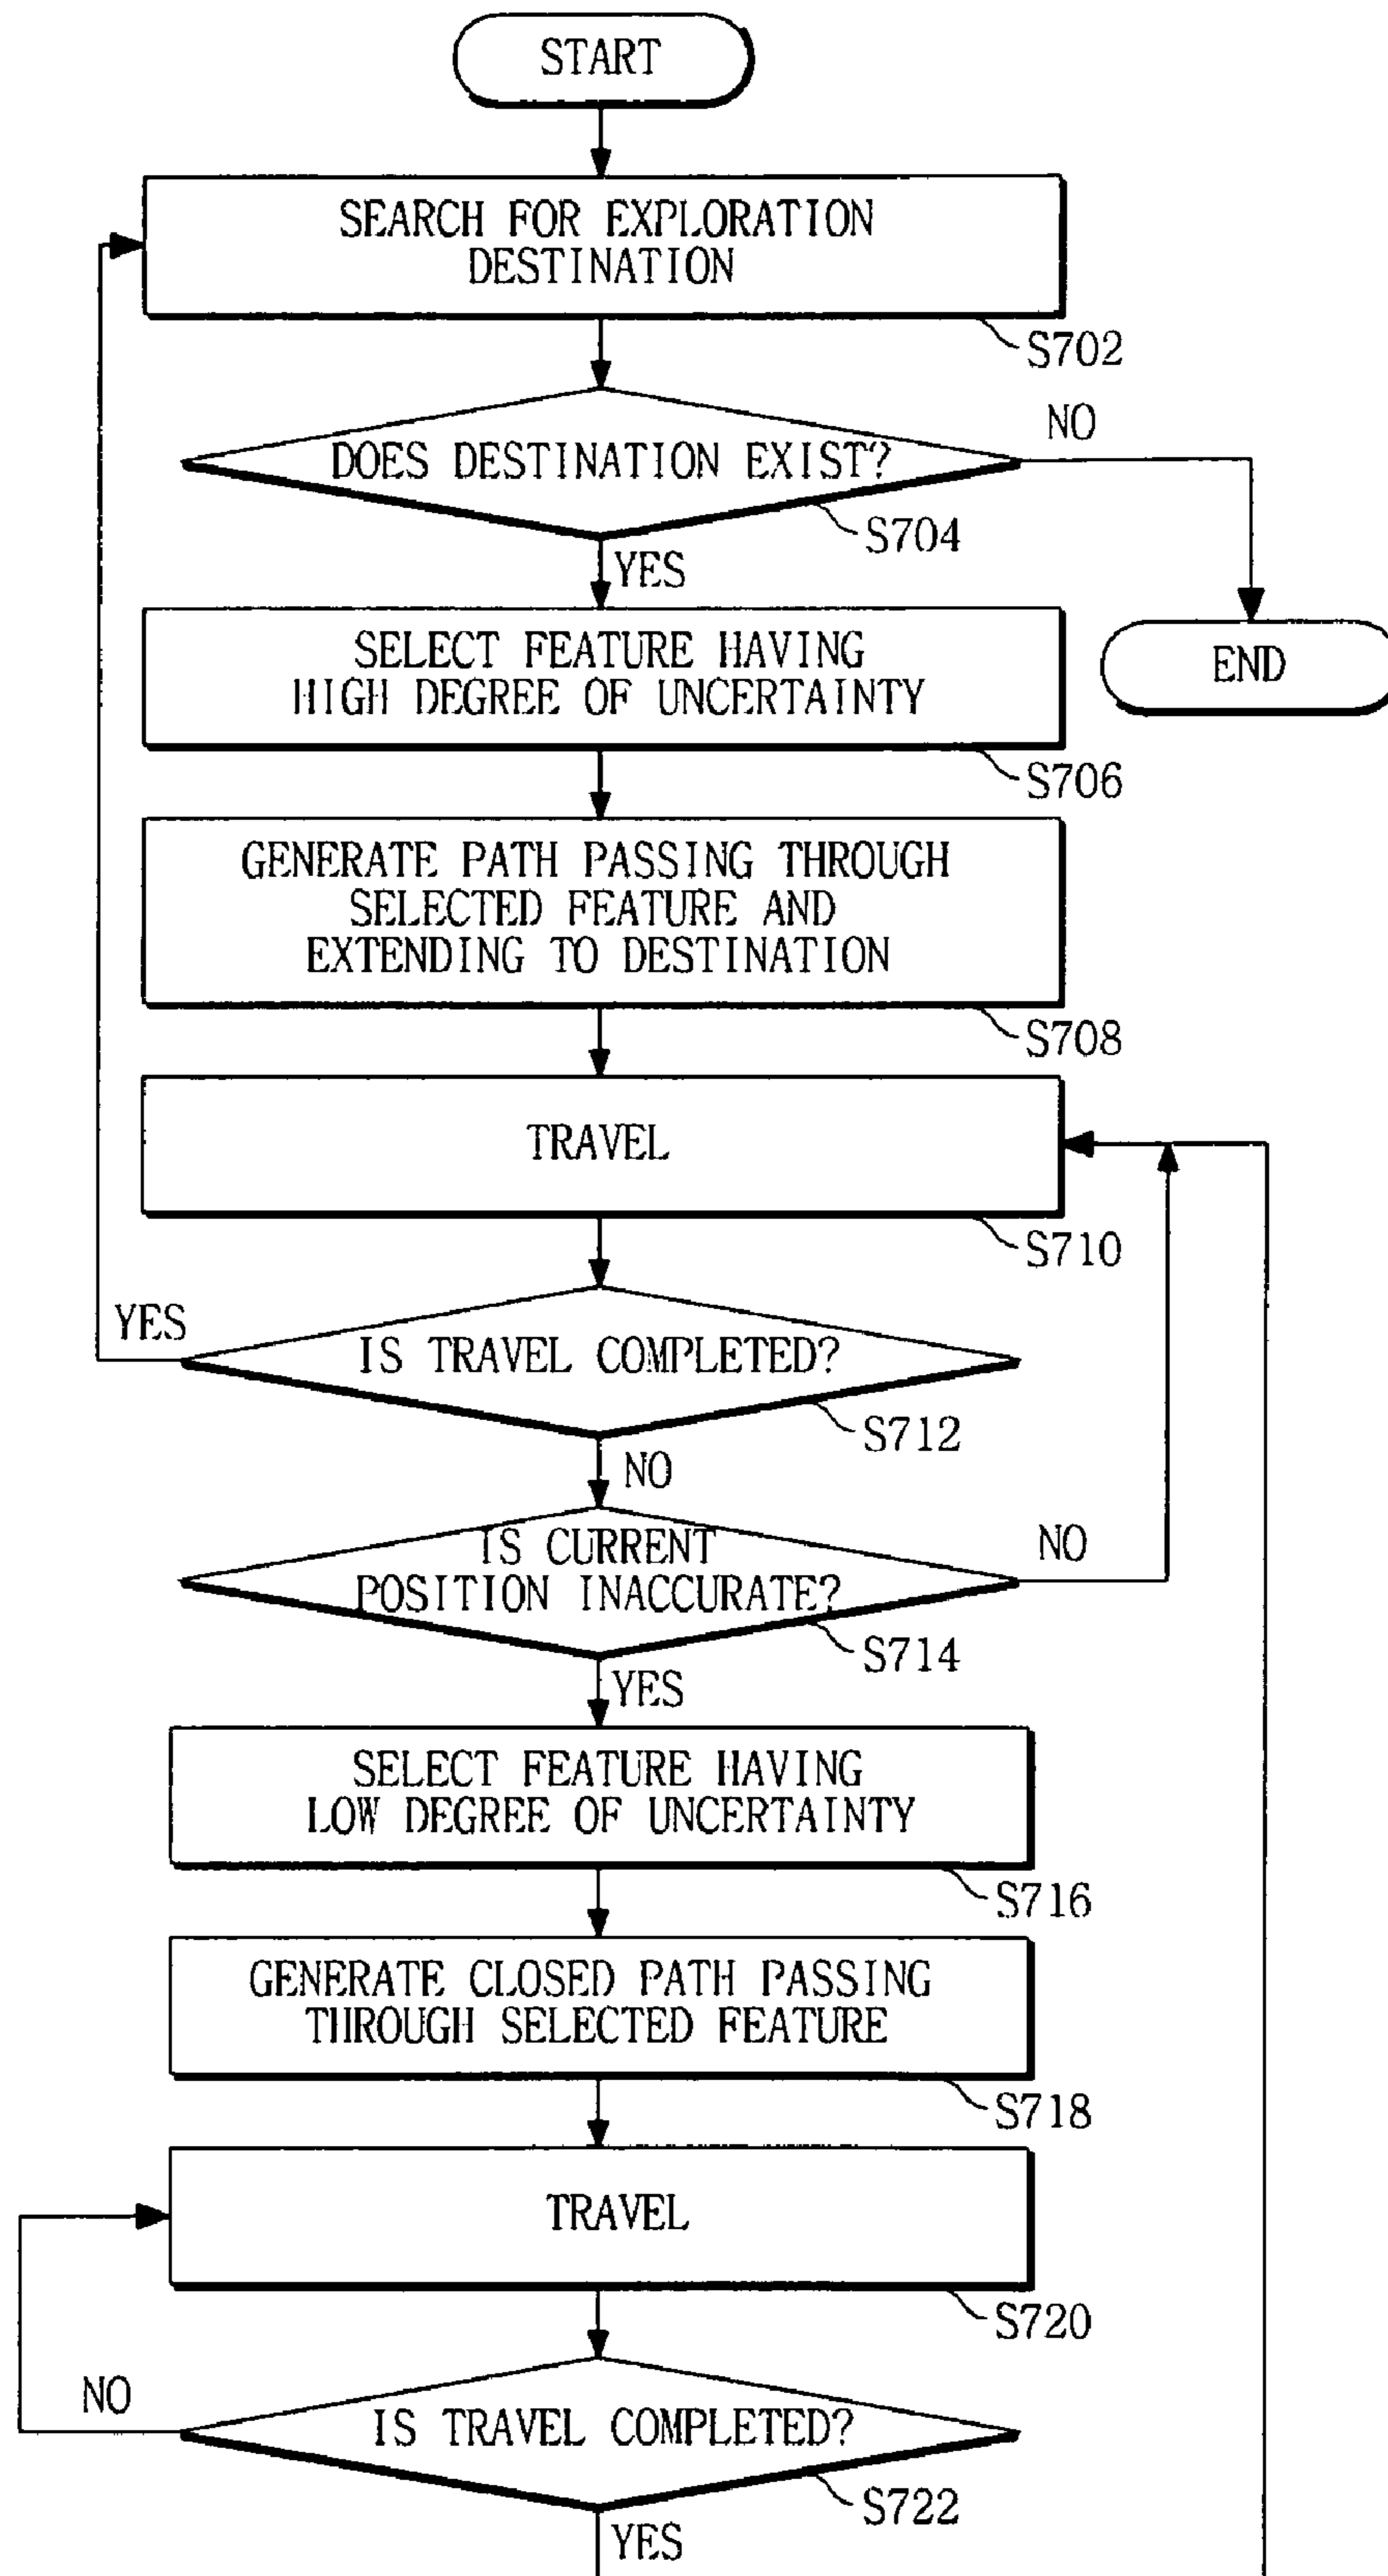 START
SEARCH FOR EXPLORATION
DESTINATION
S702
DOES DESTINATION EXIST?
NO
S704
YES
SELECT FEATURE HAVING
HIGH DEGREE OF UNCERTAINTY
END
S706
GENERATE PATH PASSING THROUGH
SELECTED FEATURE AND
EXTENDING TO DESTINATION
S708
TRAVEL
S710
YES
IS TRAVEL COMPLETED?
S712
NO
IS CURRENT
POSITION INACCURATE?
NO
S714
YES
SELECT FEATURE HAVING
LOW DEGREE OF UNCERTAINTY
S716
GENERATE CLOSED PATH PASSING
THROUGH SELECTED FEATURE
S718
TRAVEL
S720
NO
IS TRAVEL COMPLETED?
S722
YES